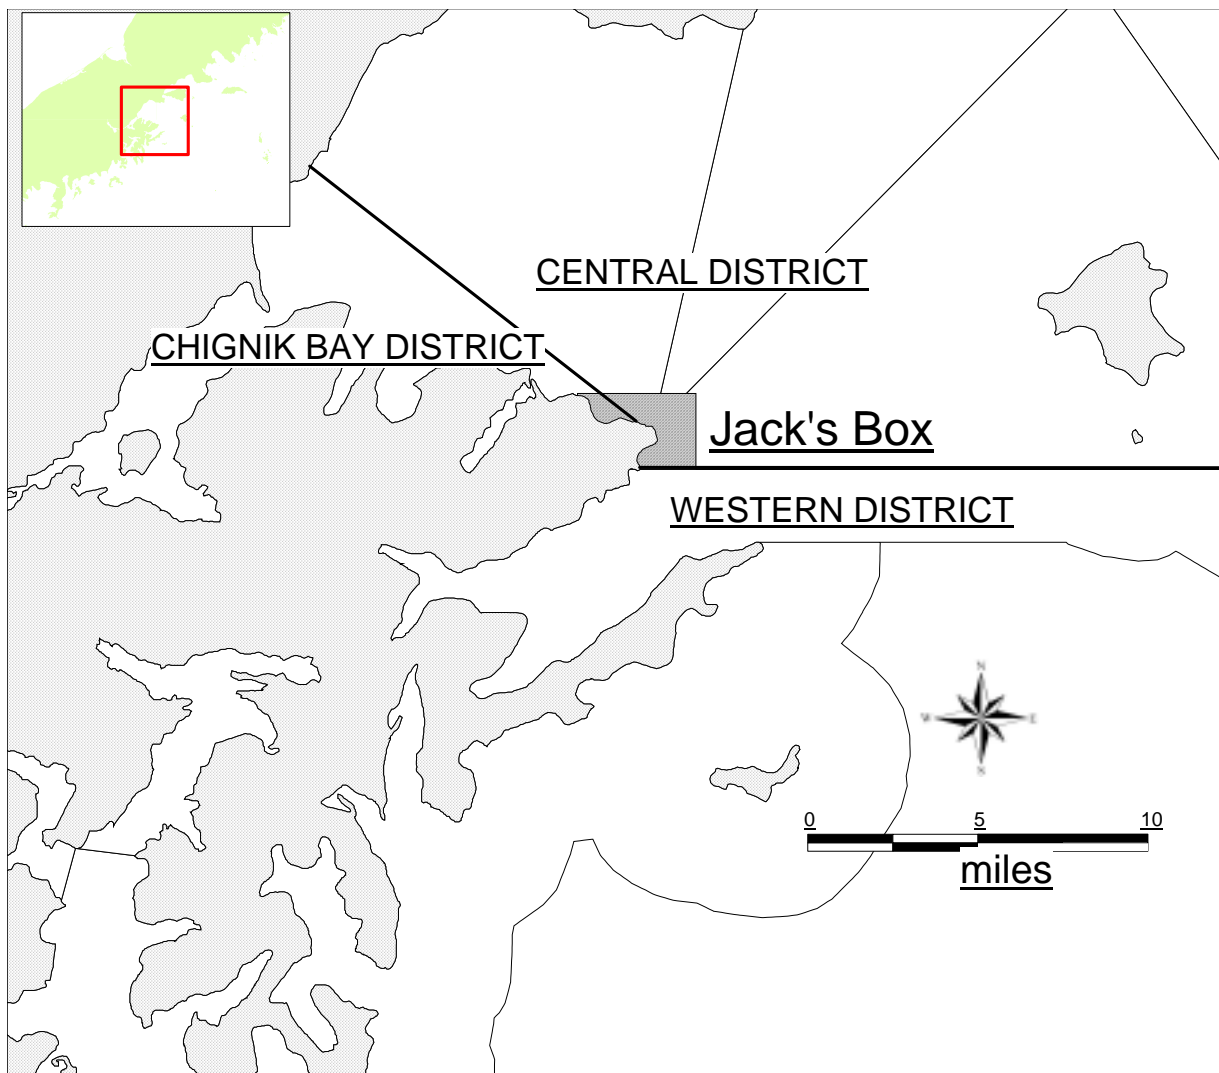 CENTRAL DISTRICT
CHIGNIK BAY DISTRICT
Jack's Box
WESTERN DISTRICT
N
W E
S
0 5 10
miles